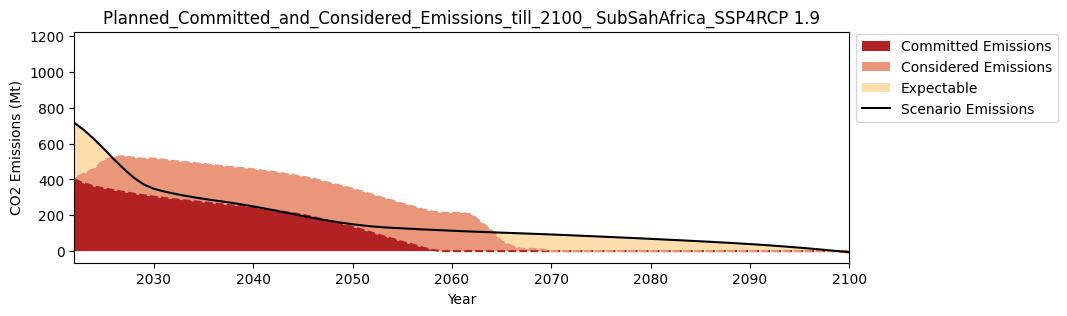 Planned_Committed_and_Considered_Emissions_till_2100_ SubSahAfrica_SSP4RCP 1.9
CO2 Emissions (Mt)
1200
1000
800
600
400
200
0
2030 2040 2050 2060 2070 2080 2090 2100
Year
Committed Emissions
Considered Emissions
Expectable
Scenario Emissions